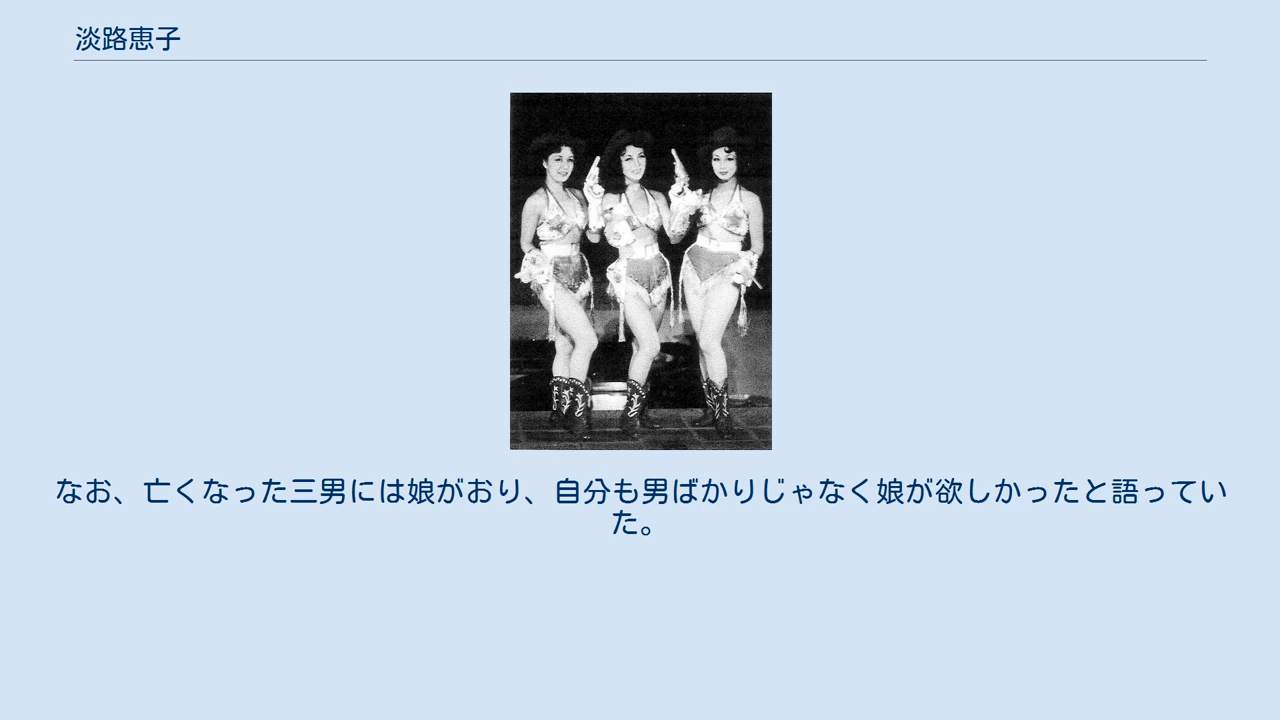 淡路恵子
なお、亡くなった三男には娘がおり、自分も男ばかりじゃなく娘が欲しかったと語ってい
た。